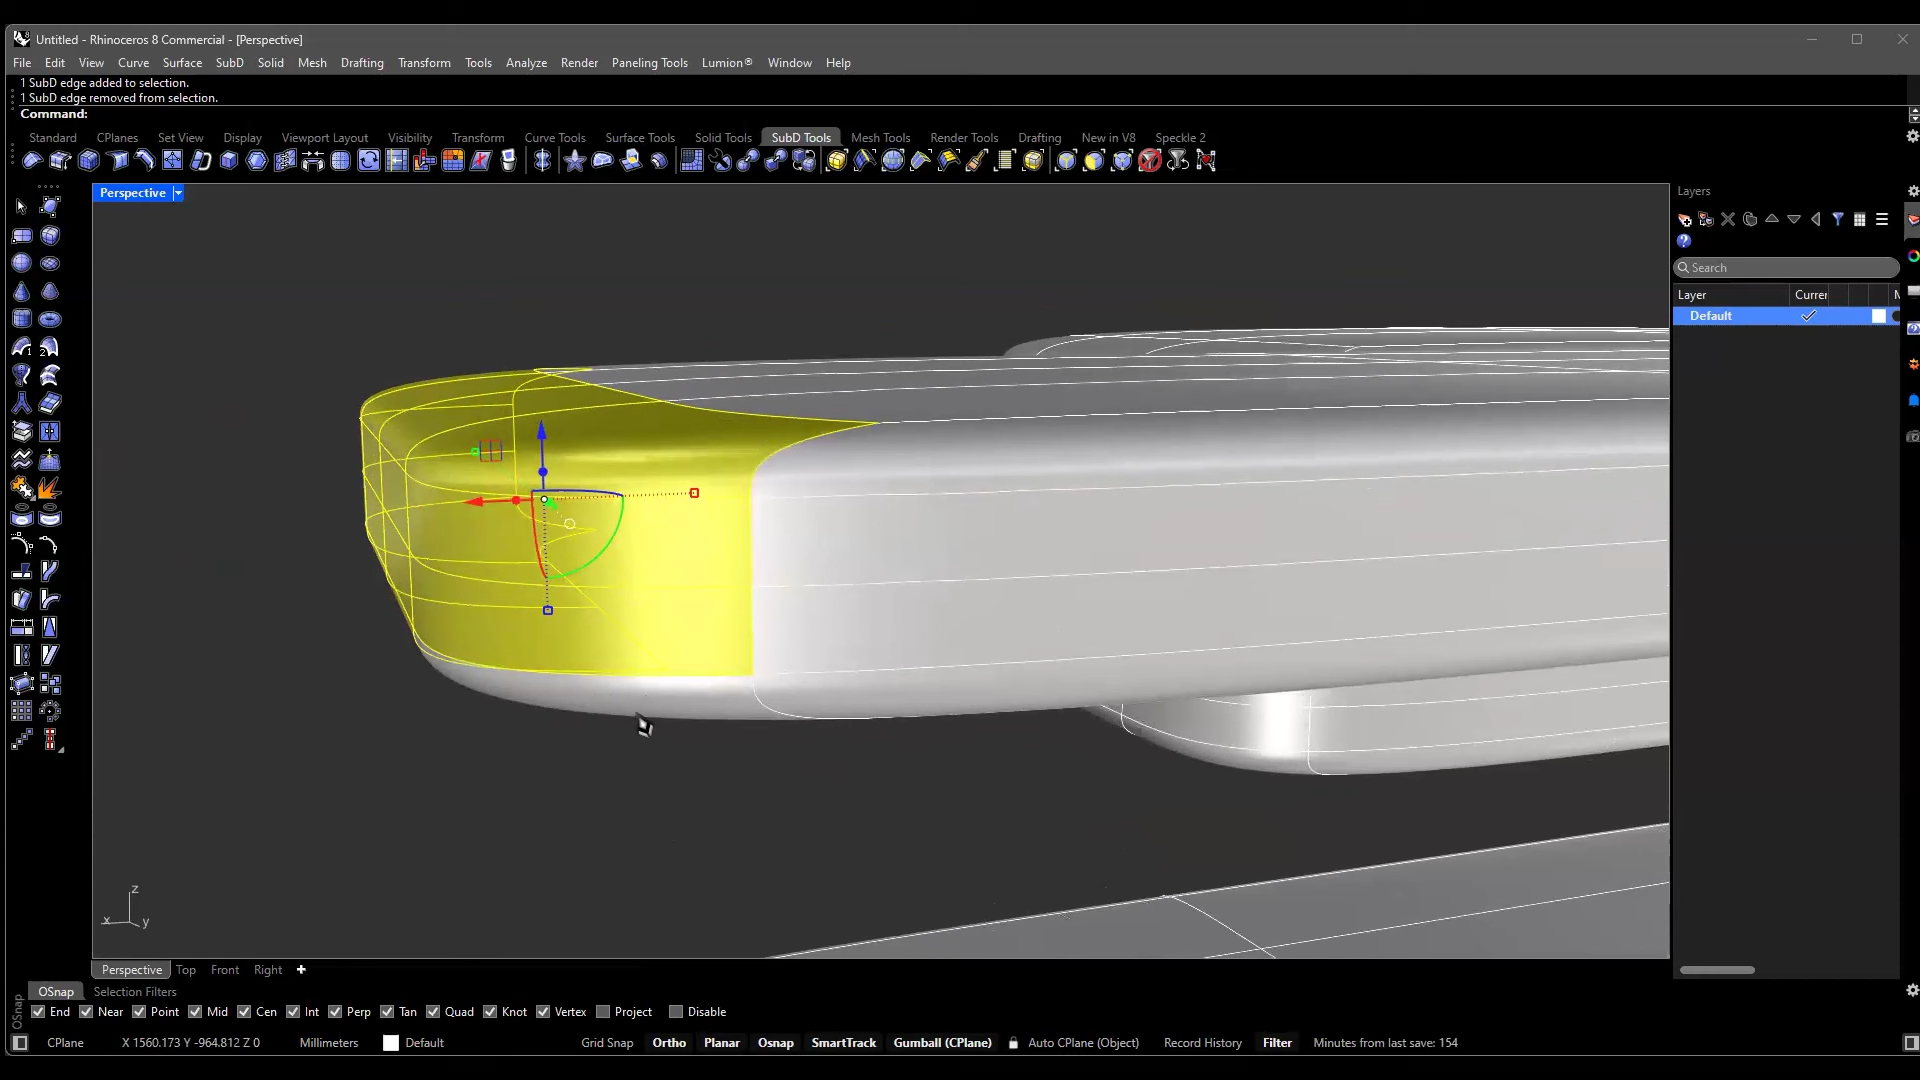 Untitled - Rhinoceros 8 Commercial - [Perspective]
File Edit View Curve Surface SubD Solid Mesh Drafting Transform Tools Analyze Render Paneling Tools Lumion® Window Help
1 SubD edge added to selection.
1 SubD edge removed from selection.
Command:
Standard CPlanes Set View Display Viewport Layout Visibility Transform Curve Tools Surface Tools Solid Tools SubD Tools Mesh Tools Render Tools Drafting New in V8 Speckle 2
Perspective
Layers
Search
Layer Currer
Default
z
x y
Perspective Top Front Right
OSnap Selection Filters
OSnap
End Near Point Mid Cen Int Perp Tan Quad Knot Vertex Project Disable
CPlane X 1560.173 Y -964.812 Z 0 Millimeters Default Grid Snap Ortho Planar Osnap SmartTrack Gumball (CPlane) Auto CPlane (Object) Record History Filter Minutes from last save: 154